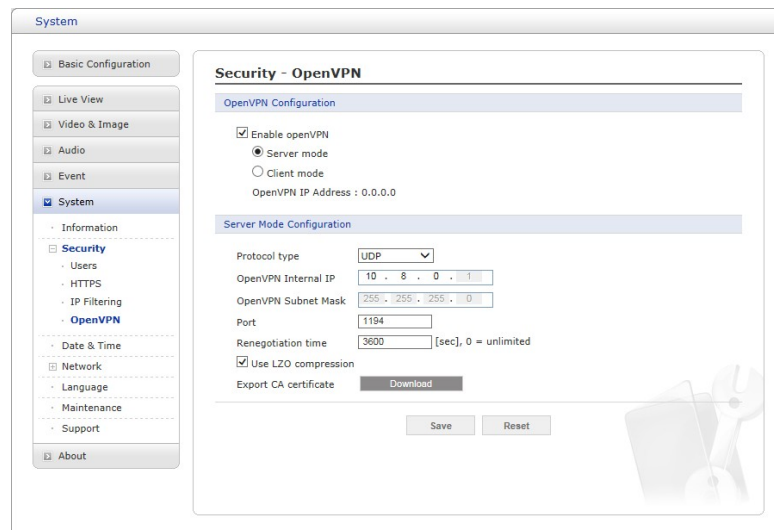 System
Basic Configuration
Live View
Video & Image
Audio
Event
System
Information
Security
Users
HTTPS
IP Filtering
OpenVPN
Date & Time
Network
Language
Maintenance
Support
About
Security - OpenVPN
OpenVPN Configuration
Enable openVPN
Server mode
Client mode
OpenVPN IP Address : 0.0.0.0
Server Mode Configuration
Protocol type UDP
OpenVPN Internal IP 10 . 8 . 0 . 1
OpenVPN Subnet Mask 255 . 255 . 255 . 0
Port 1194
Renegotiation time 3600 [sec], 0 = unlimited
Use LZO compression
Export CA certificate Download
Save Reset